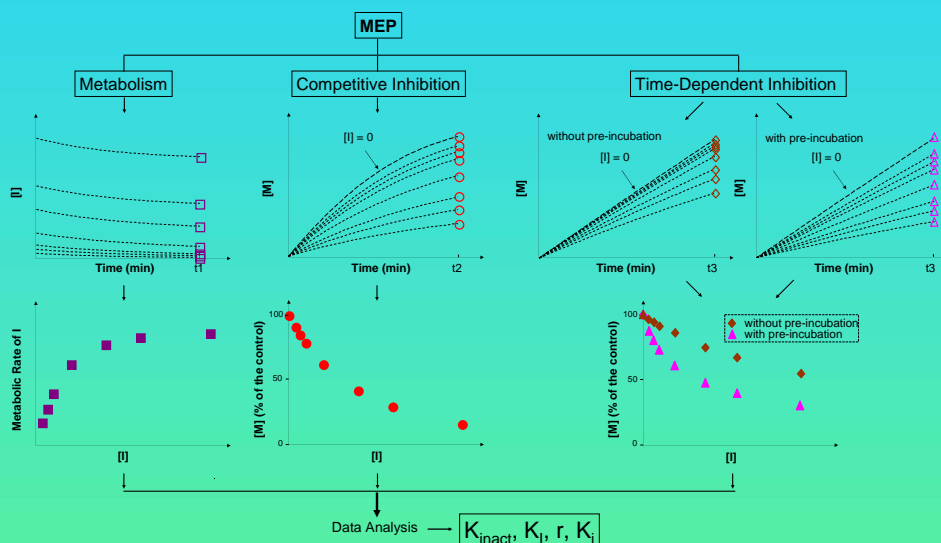 MEP
Metabolism
Competitive Inhibition
Time-Dependent Inhibition
[I]
Time (min)
t1
[I] = 0
[M]
Time (min)
t2
without pre-incubation
[I] = 0
[M]
Time (min)
t3
with pre-incubation
[I] = 0
[M]
Time (min)
t3
Metabolic Rate of I
[I]
100
50
0
[M] (% of the control)
[I]
100
50
0
[M] (% of the control)
without pre-incubation
with pre-incubation
[I]
Data Analysis
Kinact, KI, r, Ki